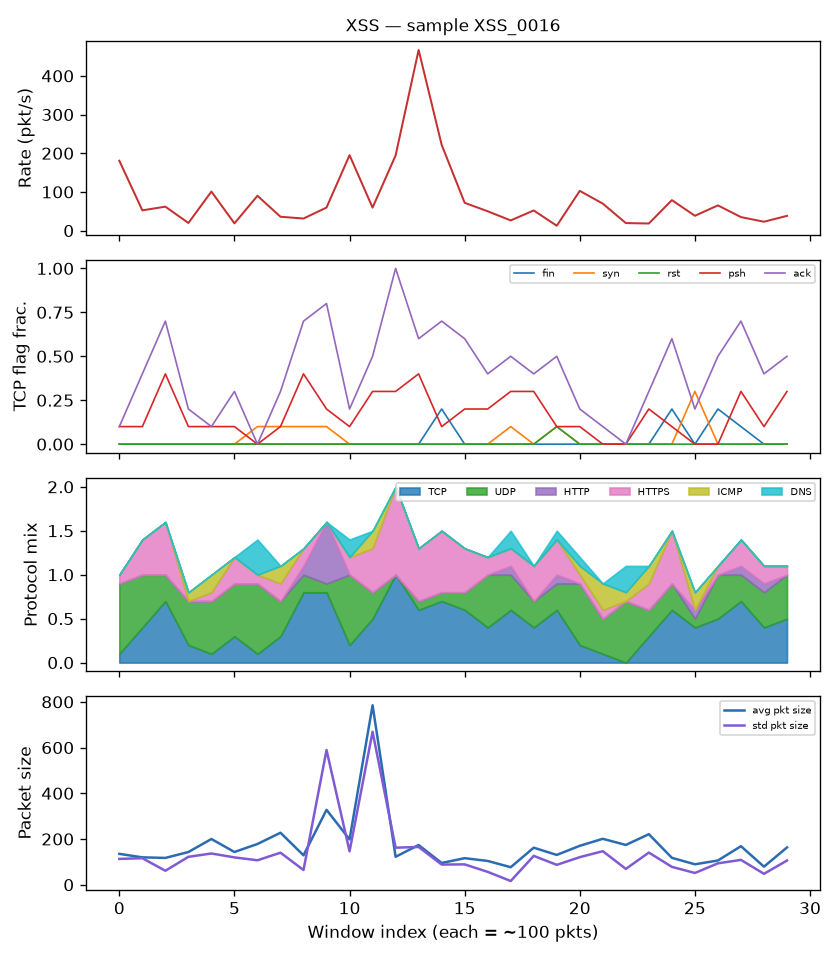 XSS — sample XSS_0016
400
300
200
100
0
Rate (pkt/s)
fin syn rst psh ack
1.00
0.75
0.50
0.25
0.00
TCP flag frac.
TCP UDP HTTP HTTPS ICMP DNS
2.0
1.5
1.0
0.5
0.0
Protocol mix
avg pkt size
std pkt size
800
600
400
200
0
Packet size
0 5 10 15 20 25 30
Window index (each = ~100 pkts)